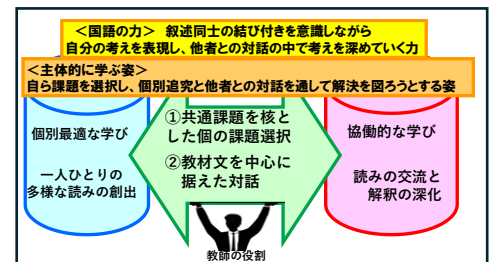 ＜国語の力＞　叙述同士の結び付きを意識しながら
自分の考えを表現し、他者との対話の中で考えを深めていく力
＜主体的に学ぶ姿＞
自ら課題を選択し、個別追究と他者との対話を通して解決を図ろうとする姿
個別最適な学び
一人ひとりの
多様な読みの創出
①共通課題を核と
した個の課題選択
②教材文を中心に
据えた対話
協働的な学び
読みの交流と
解釈の深化
教師の役割